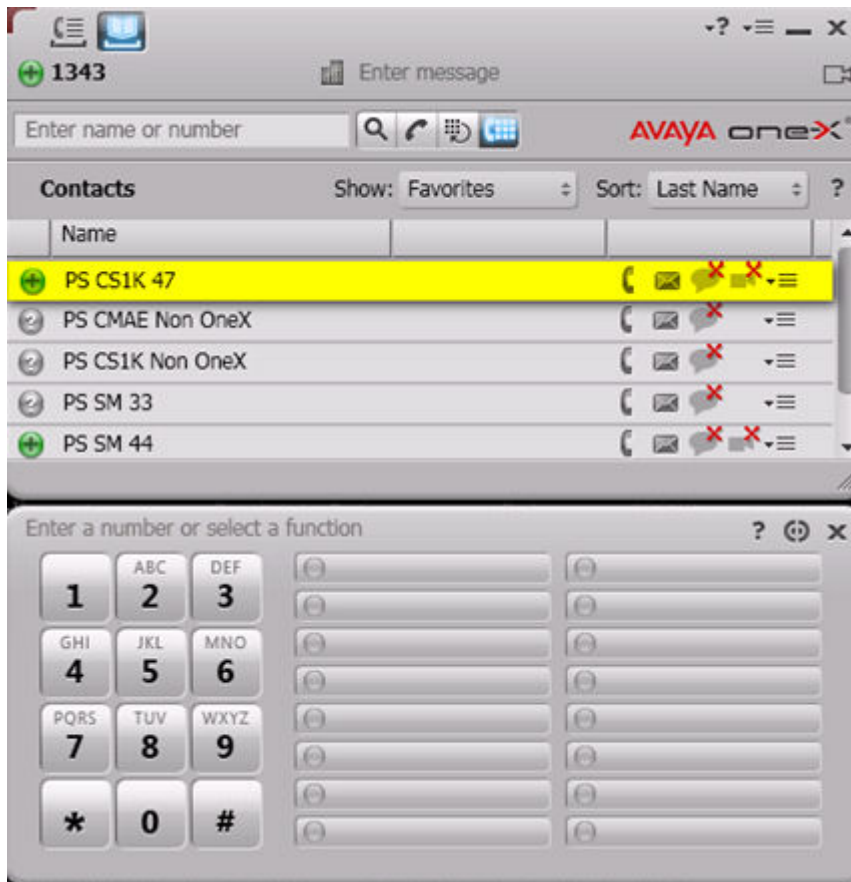 ?
1343 Enter message
Enter name or number AVAYA one-X
Contacts Show: Favorites Sort: Last Name ?
Name
PS CS1K 47
PS CMAE Non OneX
PS CS1K Non OneX
PS SM 33
PS SM 44
Enter a number or select a function ?
ABC DEF
1 2 3
GHI JKL MNO
4 5 6
PQRS TUV WXYZ
7 8 9
* 0 #